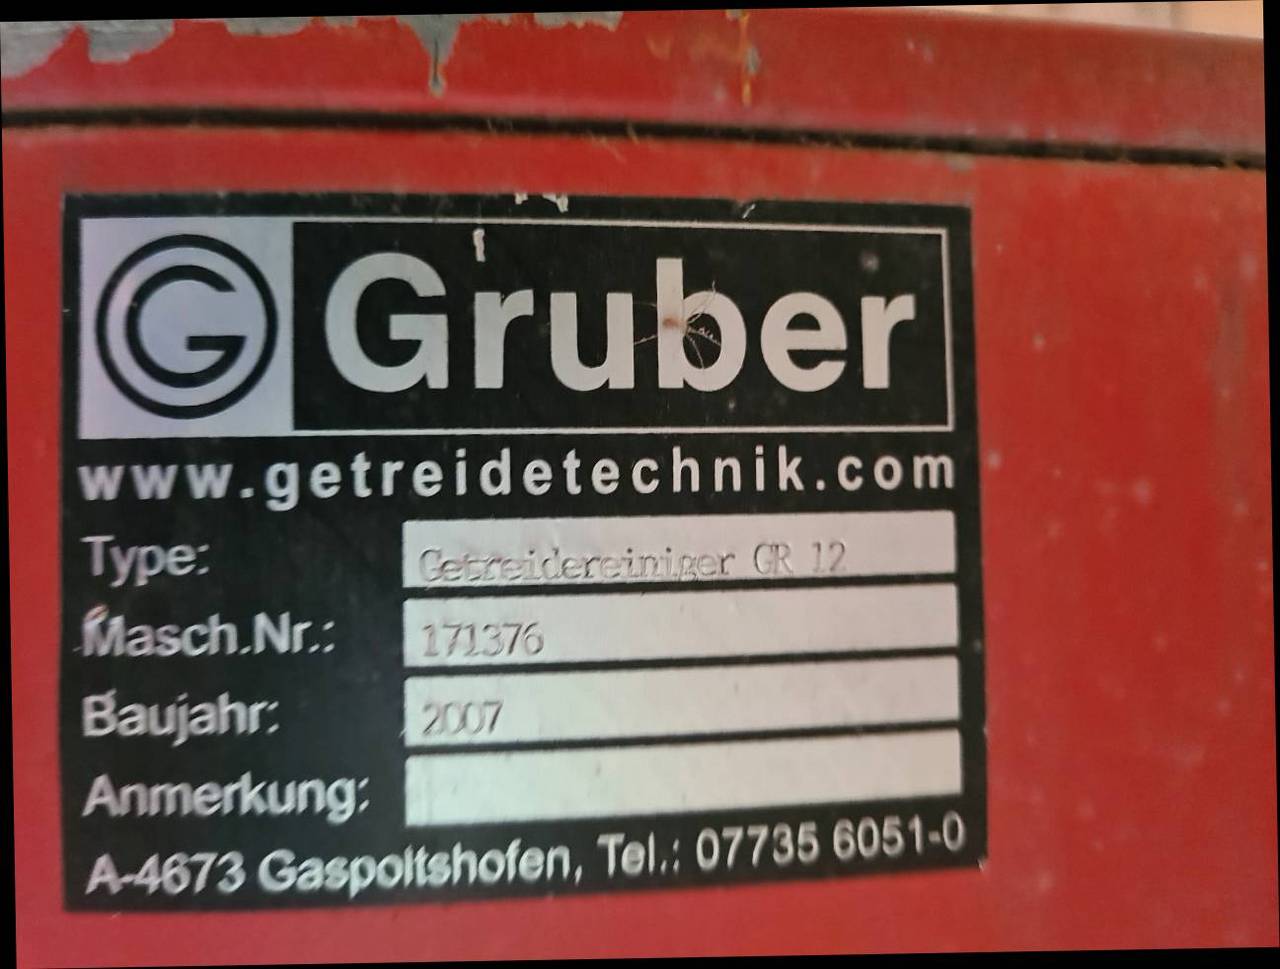 G Gruber
www.getreidetechnik.com
Type: Getreidereiniger GR 12
Masch.Nr.: 171376
Baujahr: 2007
Anmerkung:
A-4673 Gaspoltshofen, Tel.: 07735 6051-0